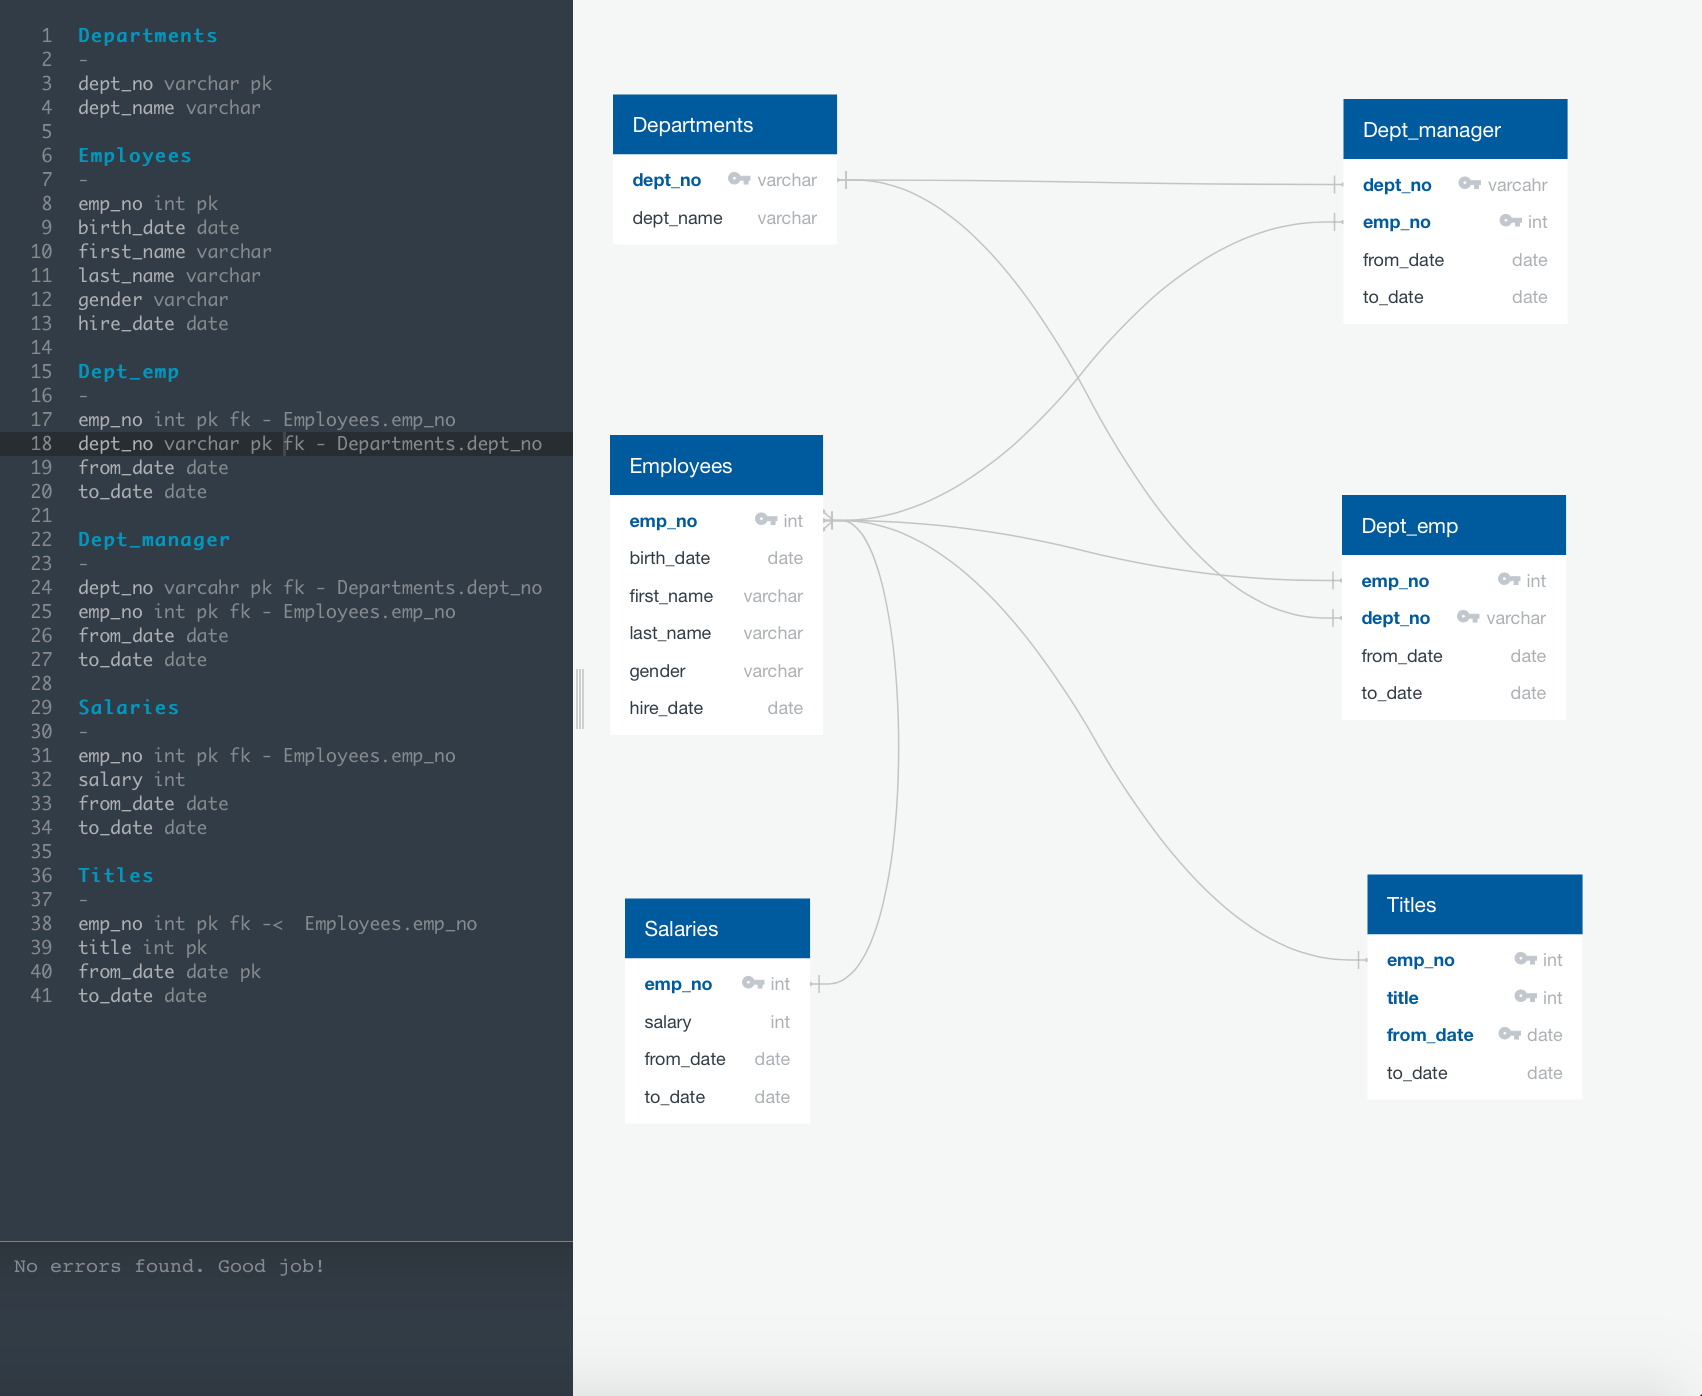 1 Departments
2 -
3 dept_no varchar pk
4 dept_name varchar
5
6 Employees
7 -
8 emp_no int pk
9 birth_date date
10 first_name varchar
11 last_name varchar
12 gender varchar
13 hire_date date
14
15 Dept_emp
16 -
17 emp_no int pk fk - Employees.emp_no
18 dept_no varchar pk fk - Departments.dept_no
19 from_date date
20 to_date date
21
22 Dept_manager
23 -
24 dept_no varcahr pk fk - Departments.dept_no
25 emp_no int pk fk - Employees.emp_no
26 from_date date
27 to_date date
28
29 Salaries
30 -
31 emp_no int pk fk - Employees.emp_no
32 salary int
33 from_date date
34 to_date date
35
36 Titles
37 -
38 emp_no int pk fk -<  Employees.emp_no
39 title int pk
40 from_date date pk
41 to_date date
No errors found. Good job!
Departments
dept_no varchar
dept_name varchar
Dept_manager
dept_no varcahr
emp_no int
from_date date
to_date date
Employees
emp_no int
birth_date date
first_name varchar
last_name varchar
gender varchar
hire_date date
Dept_emp
emp_no int
dept_no varchar
from_date date
to_date date
Salaries
emp_no int
salary int
from_date date
to_date date
Titles
emp_no int
title int
from_date date
to_date date